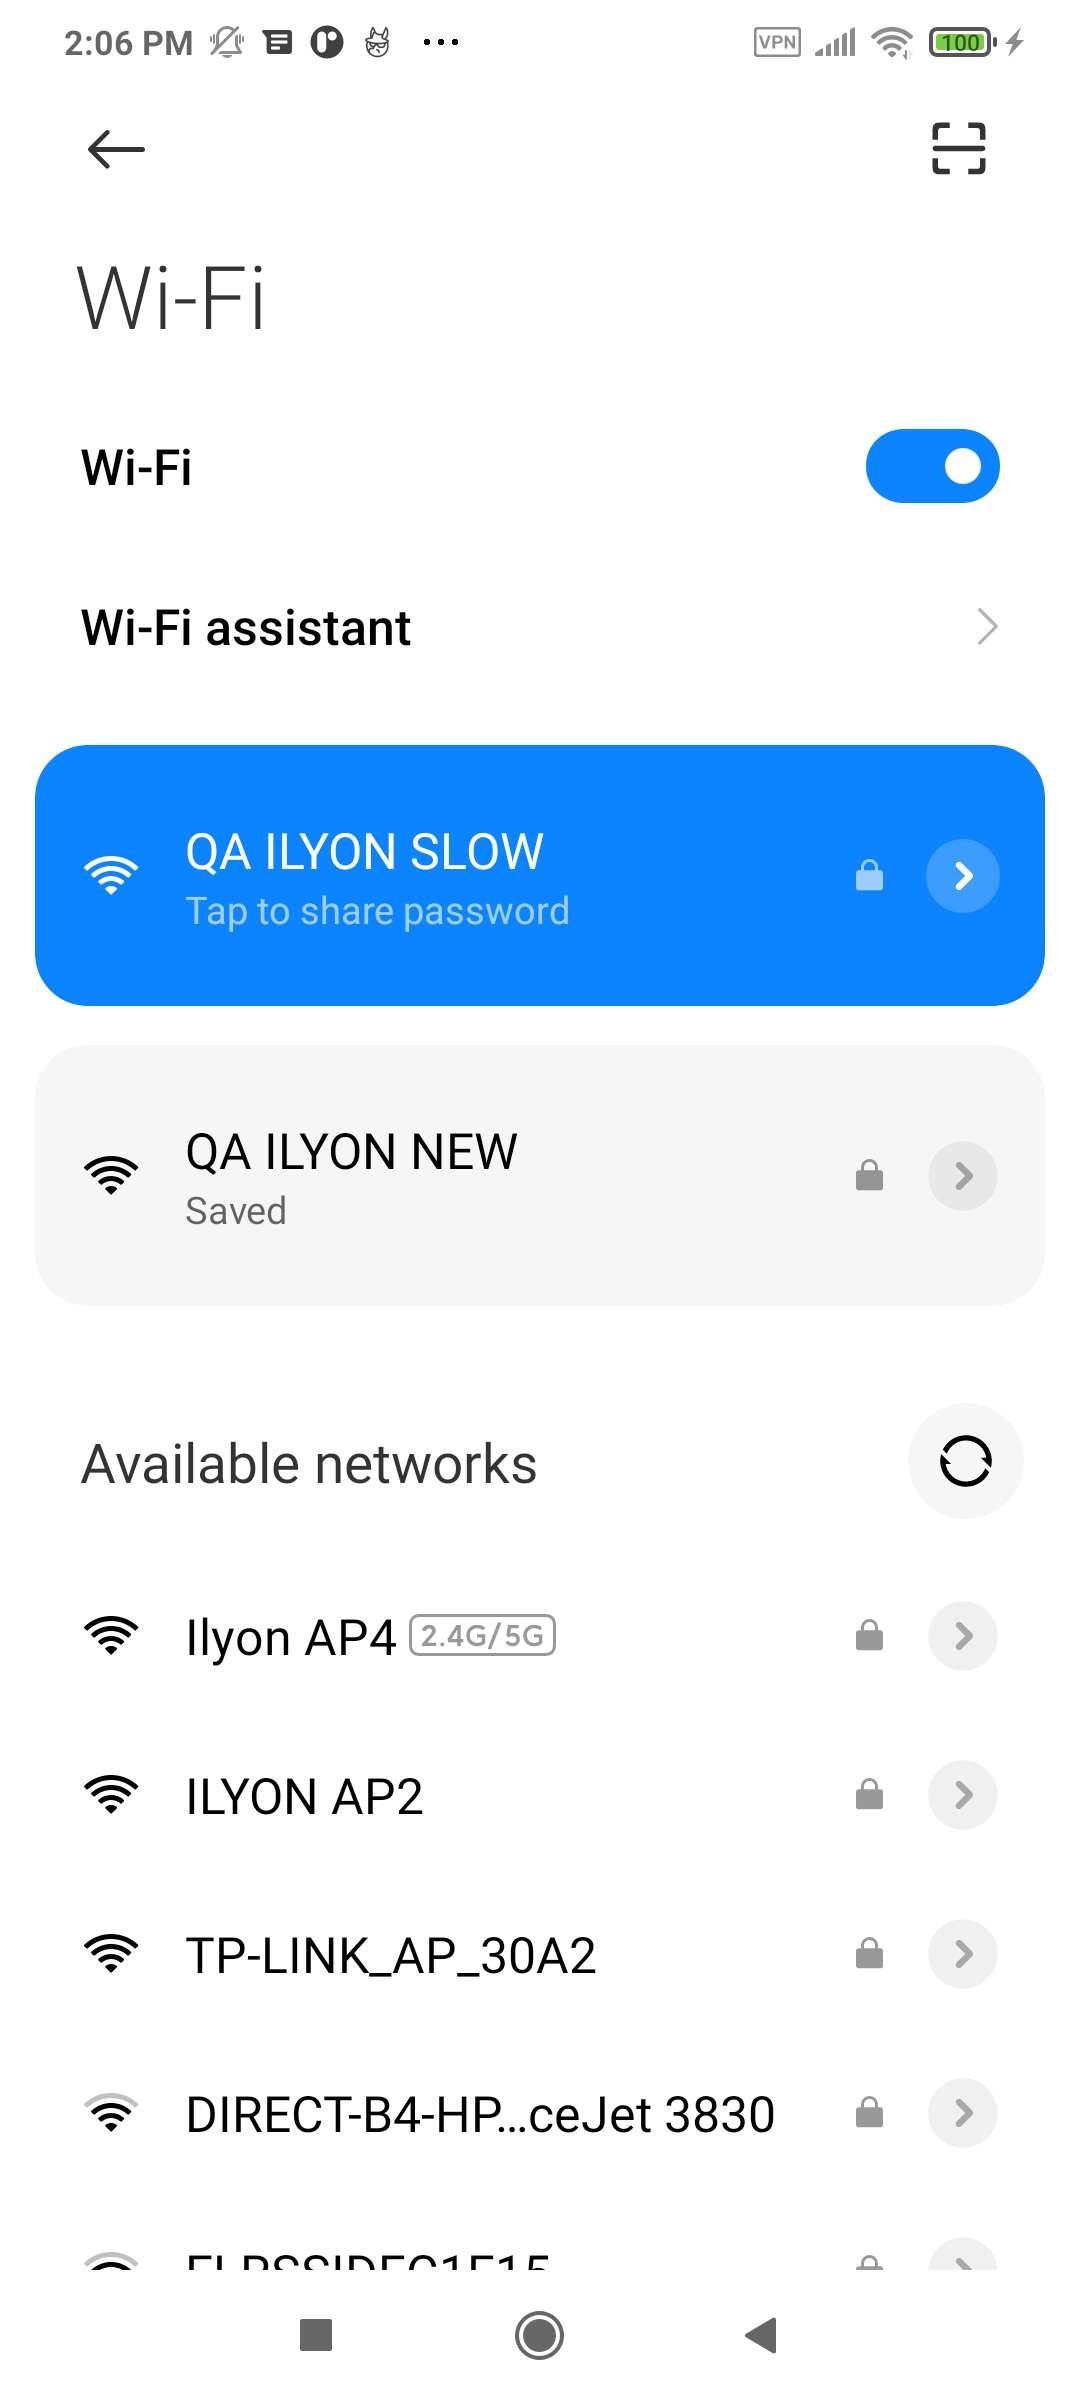 2:06 PM
VPN
100
Wi-Fi
Wi-Fi
Wi-Fi assistant
QA ILYON SLOW
Tap to share password
QA ILYON NEW
Saved
Available networks
Ilyon AP4 2.4G/5G
ILYON AP2
TP-LINK_AP_30A2
DIRECT-B4-HP...ceJet 3830